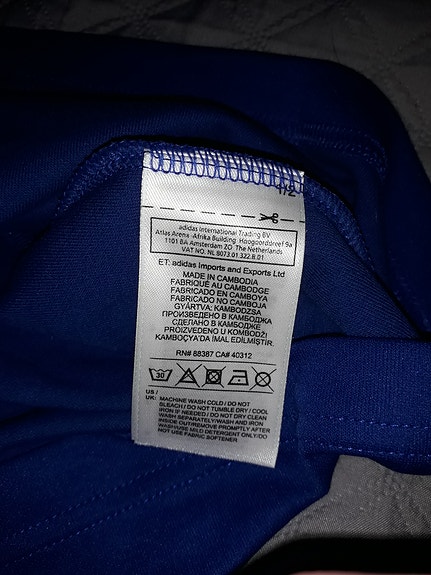 1/2
adidas International Trading BV
Atlas Arena -Afrika Building Hoogoorddreef 9a
1101 BA Amsterdam ZO The Netherlands
VAT NO. NL 8073.01.322.B.01
ET: adidas Imports and Exports Ltd
MADE IN CAMBODIA
FABRIQUÉ AU CAMBODGE
FABRICADO EN CAMBOYA
FABRICADO NO CAMBOJA
GYÁRTVA: KAMBODZSA
ПРОИЗВЕДЕНО В КАМБОДЖА
СДЕЛАНО В КАМБОДЖЕ
PROIZVEDENO U KOMBODŽI
KAMBOÇYA'DA İMAL EDİLMİŞTİR.
RN# 88387 CA# 40312
30
US /
UK: MACHINE WASH COLD / DO NOT
BLEACH / DO NOT TUMBLE DRY / COOL
IRON IF NEEDED / DO NOT DRY CLEAN
WASH SEPARATELY/WASH AND IRON
INSIDE OUT/REMOVE PROMPTLY AFTER
WASH/USE MILD DETERGENT ONLY/DO
NOT USE FABRIC SOFTENER